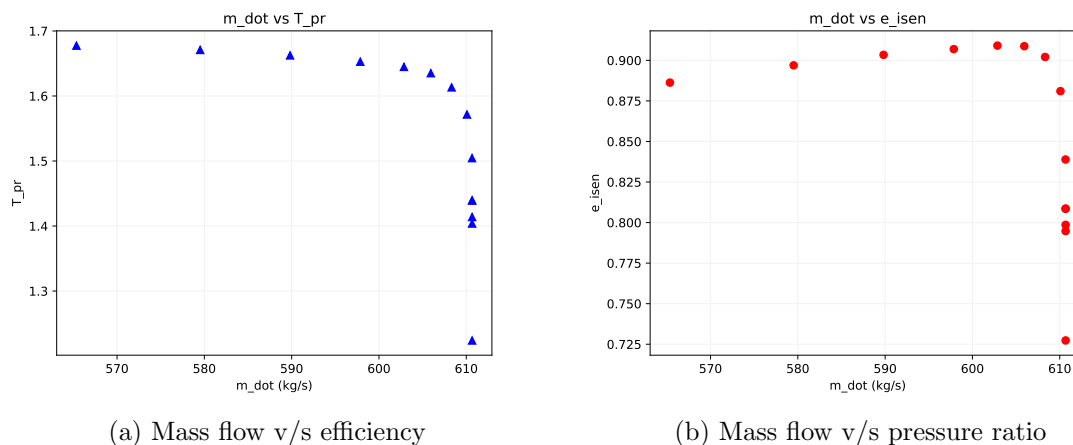 m_dot vs T_pr
1.7
1.6
1.5
1.4
1.3
T_pr
570 580 590 600 610
m_dot (kg/s)
(a) Mass flow v/s efficiency
m_dot vs e_isen
0.900
0.875
0.850
0.825
0.800
0.775
0.750
0.725
e_isen
570 580 590 600 610
m_dot (kg/s)
(b) Mass flow v/s pressure ratio